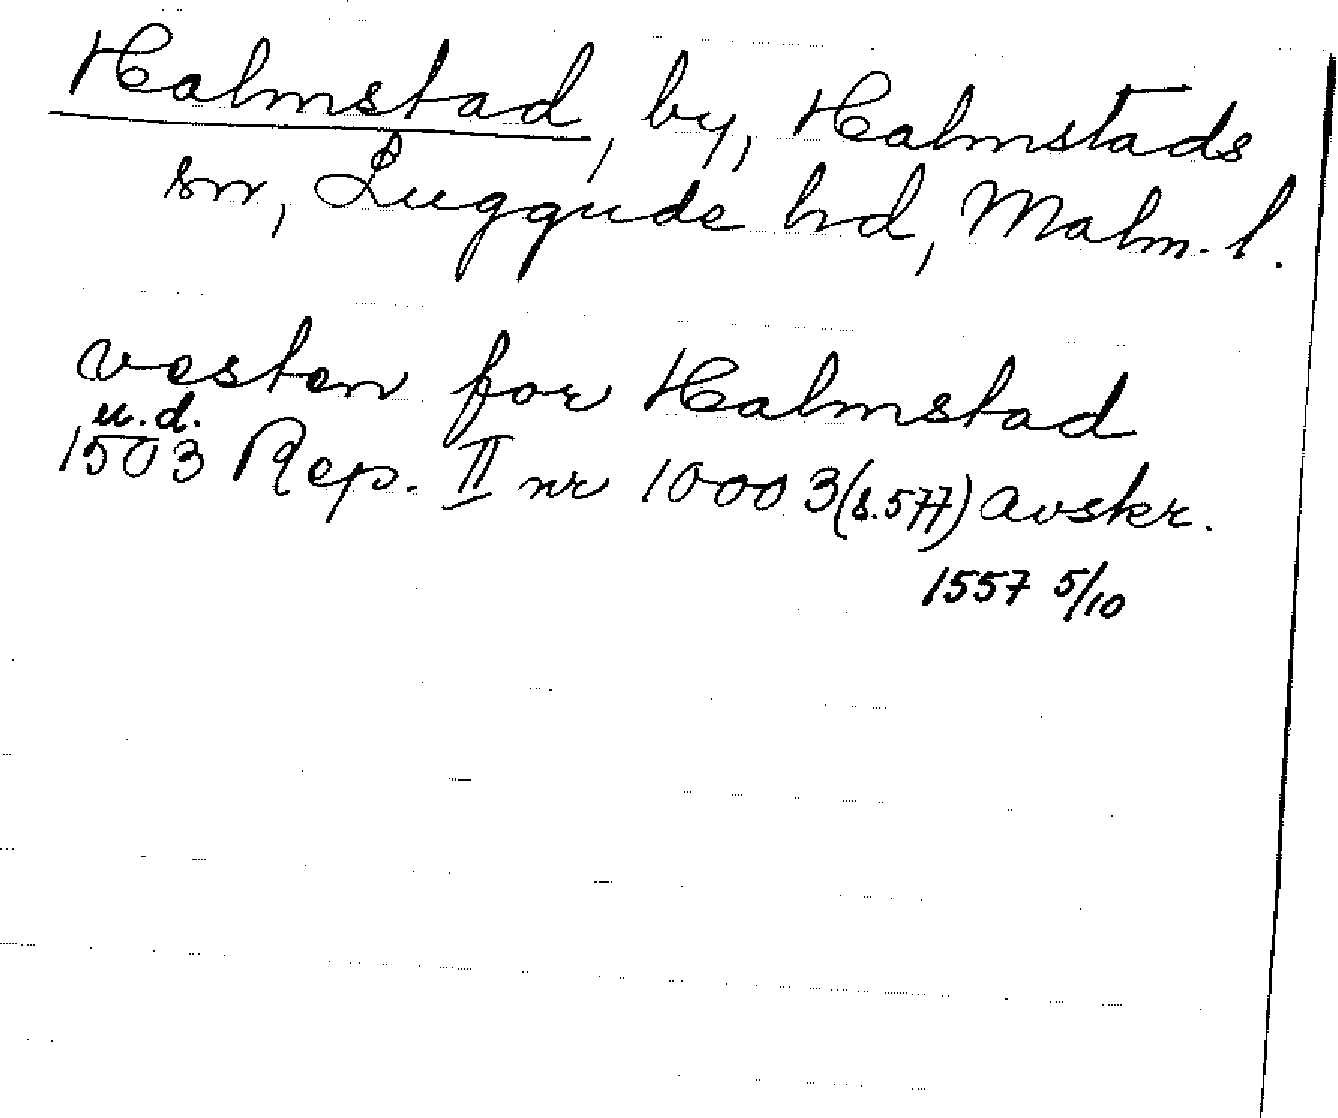 Halmstad, by, Halmstads
sn, Luggude hd, Malm. l.
vesten for Halmstad
u.d.
1503 Rep. II nr 10003 (s.577) avskr.
1557 5/10